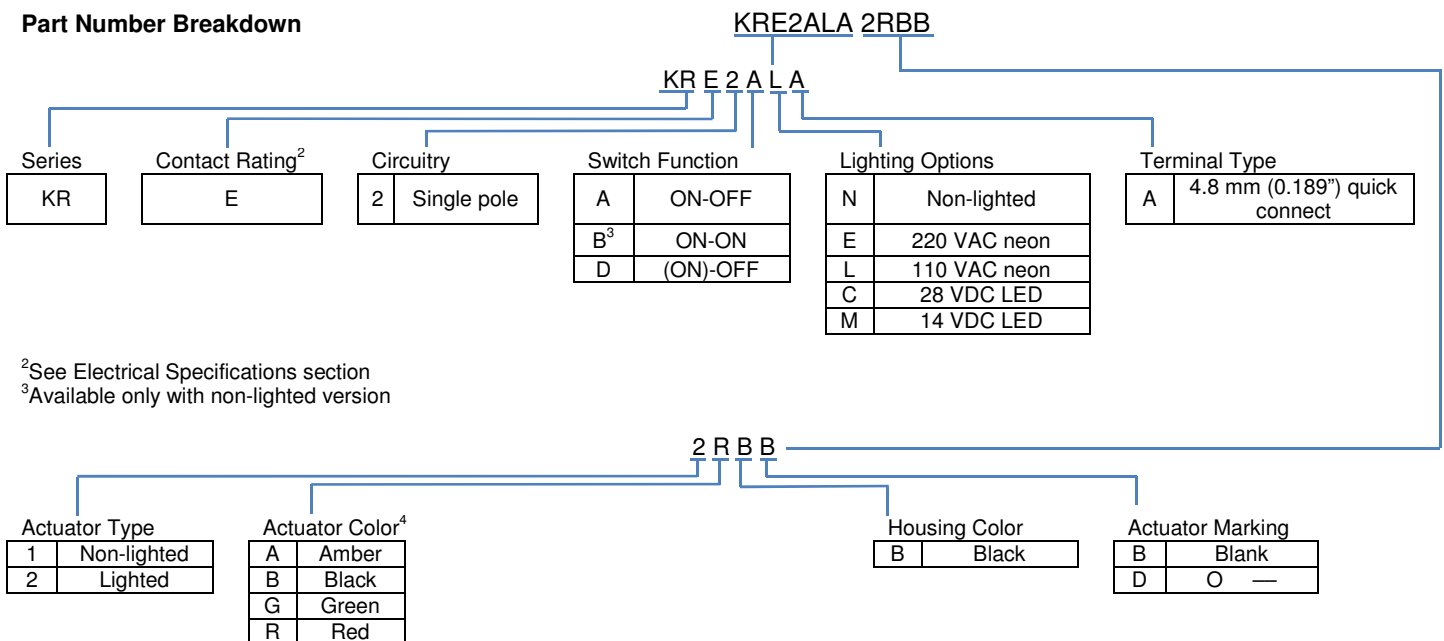 Part Number Breakdown
KRE2ALA 2RBB
KR E 2 A L A
Series
KR
Contact Rating2
E
Circuitry
2 Single pole
Switch Function
A ON-OFF
B3 ON-ON
D (ON)-OFF
Lighting Options
N Non-lighted
E 220 VAC neon
L 110 VAC neon
C 28 VDC LED
M 14 VDC LED
Terminal Type
A 4.8 mm (0.189”) quick
connect
2See Electrical Specifications section
3Available only with non-lighted version
2 R B B
Actuator Type
1 Non-lighted
2 Lighted
Actuator Color4
A Amber
B Black
G Green
R Red
Housing Color
B Black
Actuator Marking
B Blank
D O —